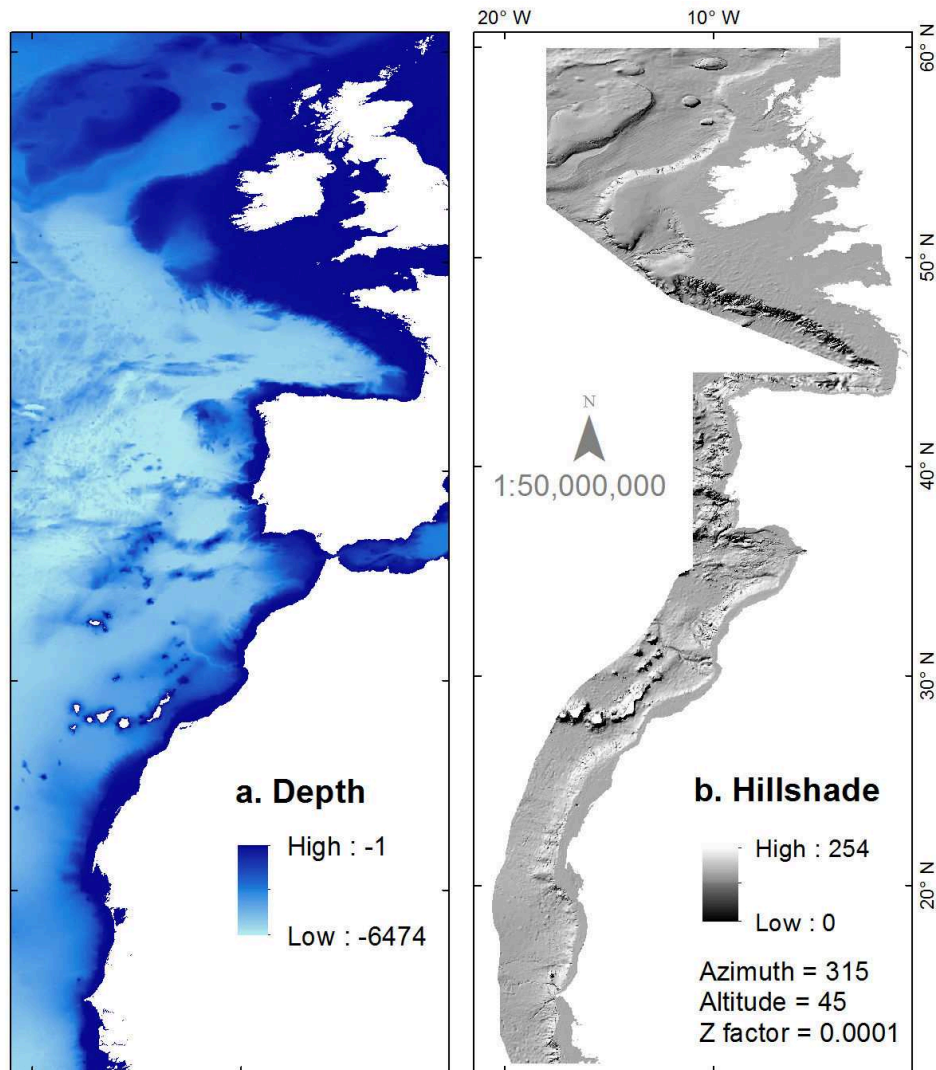 20° W
10° W
60° N
50° N
N
1:50,000,000
40° N
30° N
a. Depth
High : -1
Low : -6474
b. Hillshade
High : 254
Low : 0
20° N
Azimuth = 315
Altitude = 45
Z factor = 0.0001